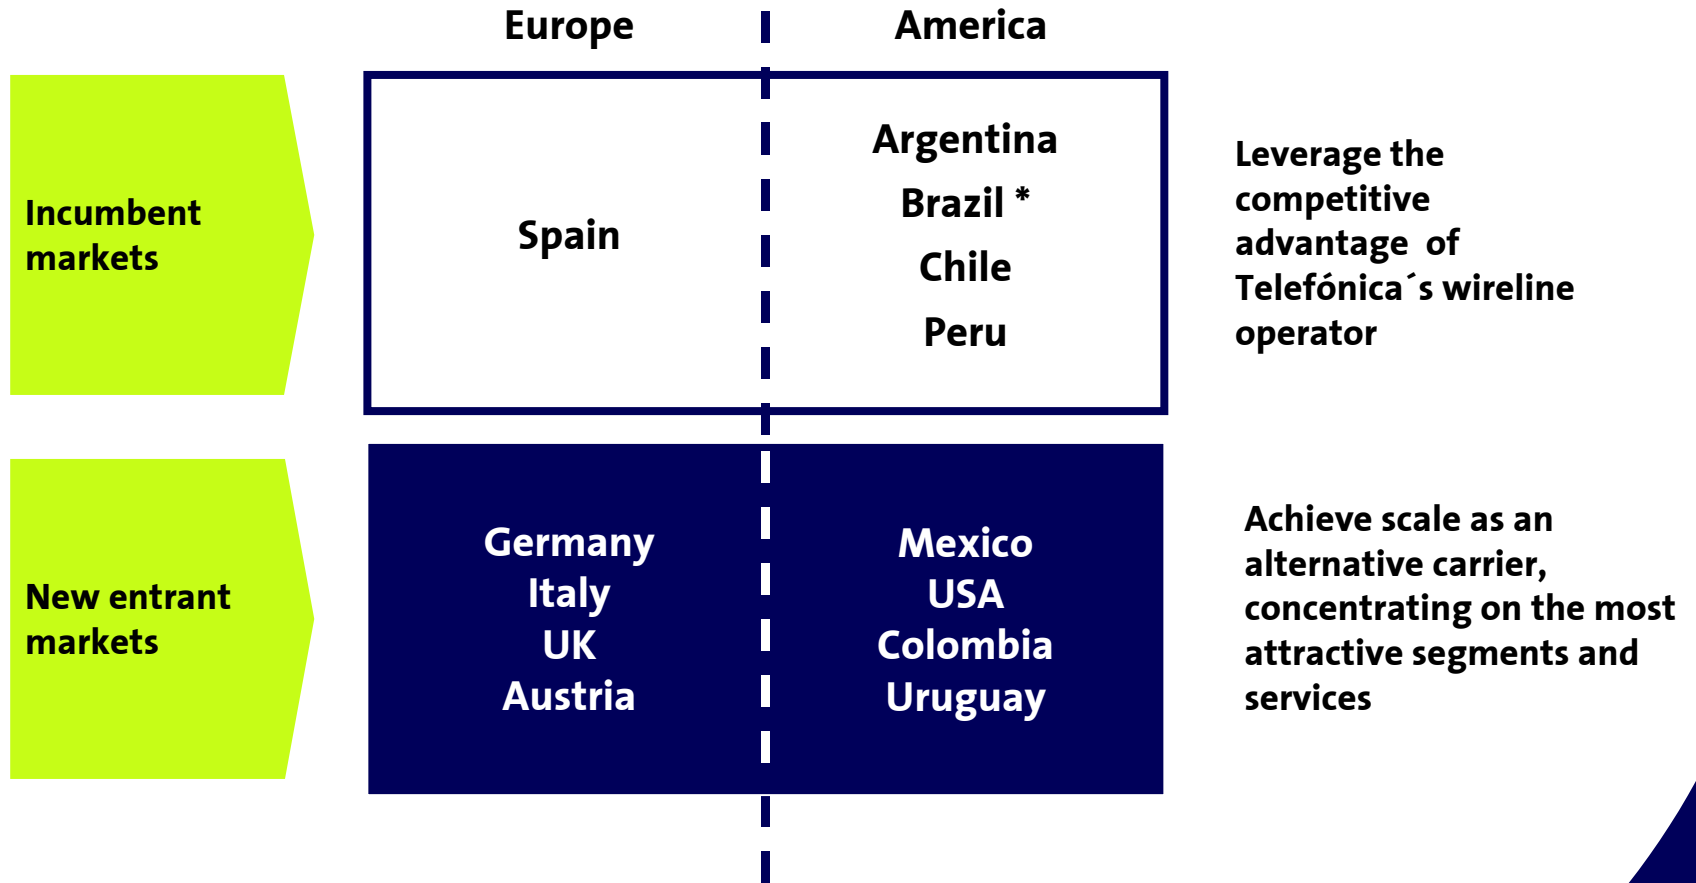 Europe
America
Incumbent
markets
Spain
Argentina
Brazil *
Chile
Peru
Leverage the
competitive
advantage  of
Telefónica´s wireline
operator
New entrant
markets
Germany
Italy
UK
Austria
Mexico
USA
Colombia
Uruguay
Achieve scale as an
alternative carrier,
concentrating on the most
attractive segments and
services